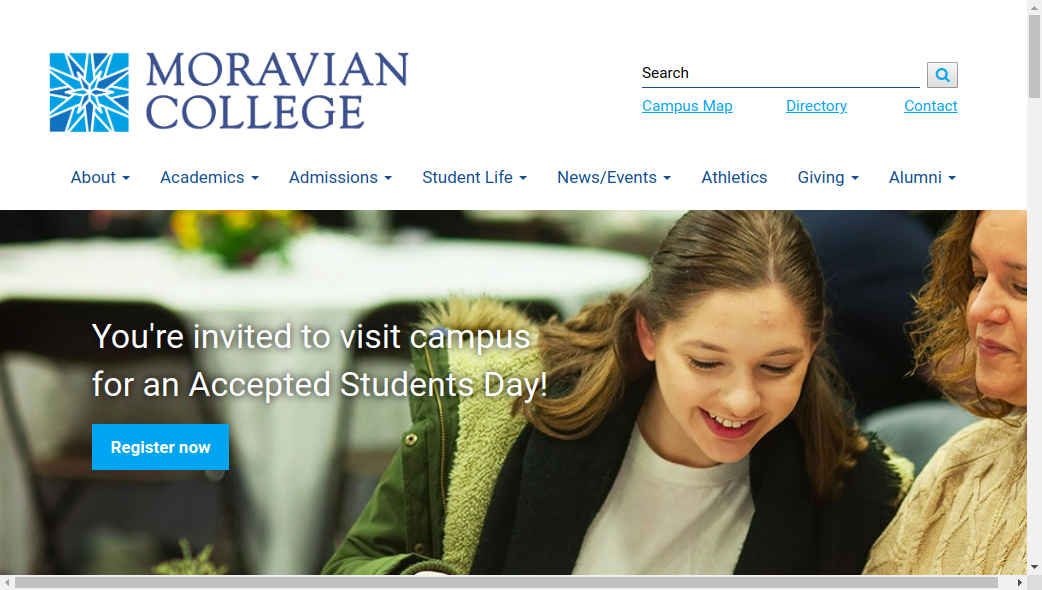 MORAVIAN
COLLEGE
Search
Campus Map Directory Contact
About Academics Admissions Student Life News/Events Athletics Giving Alumni
You're invited to visit campus
for an Accepted Students Day!
Register now